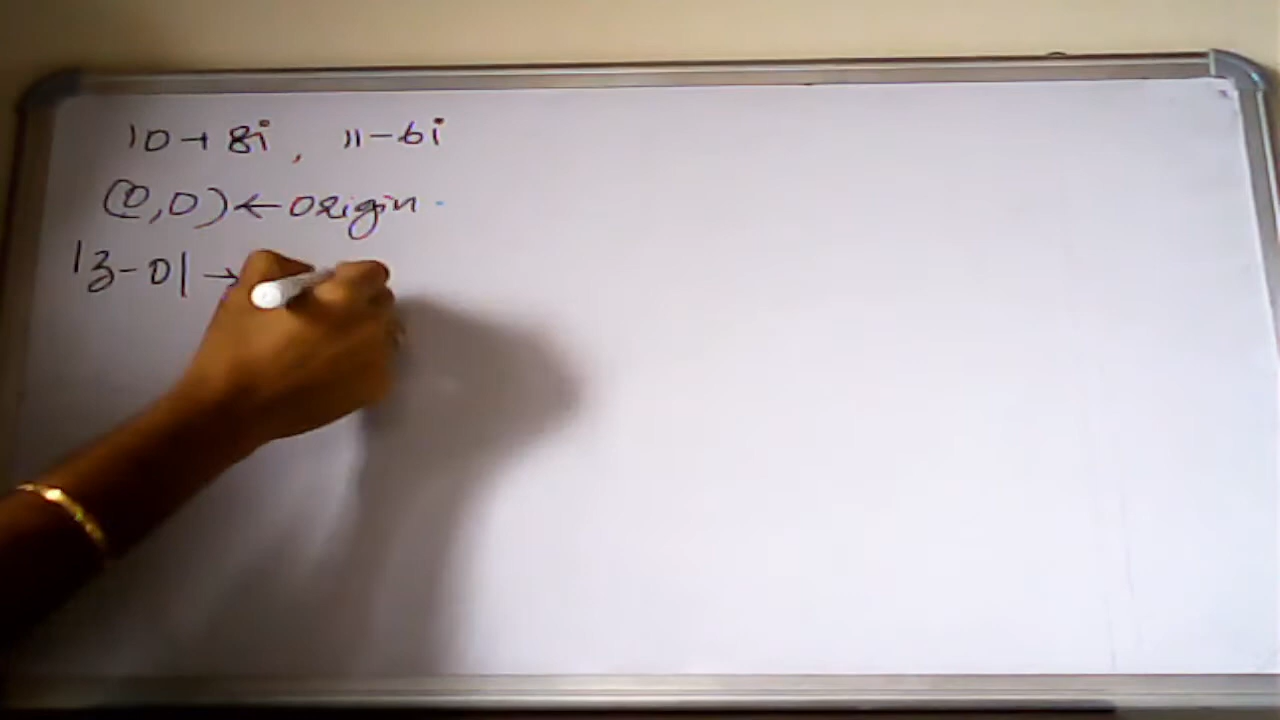 10+8i, 11-6i
(0,0) ← origin.
|z-0| →